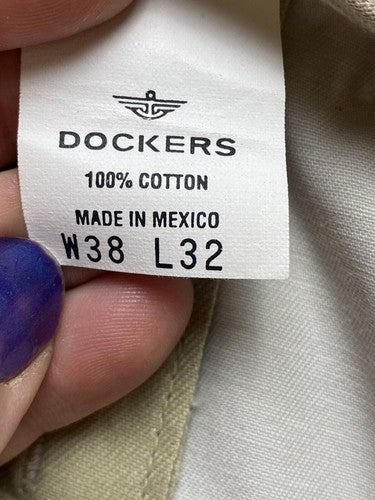 DOCKERS
100% COTTON
MADE IN MEXICO
W38 L32